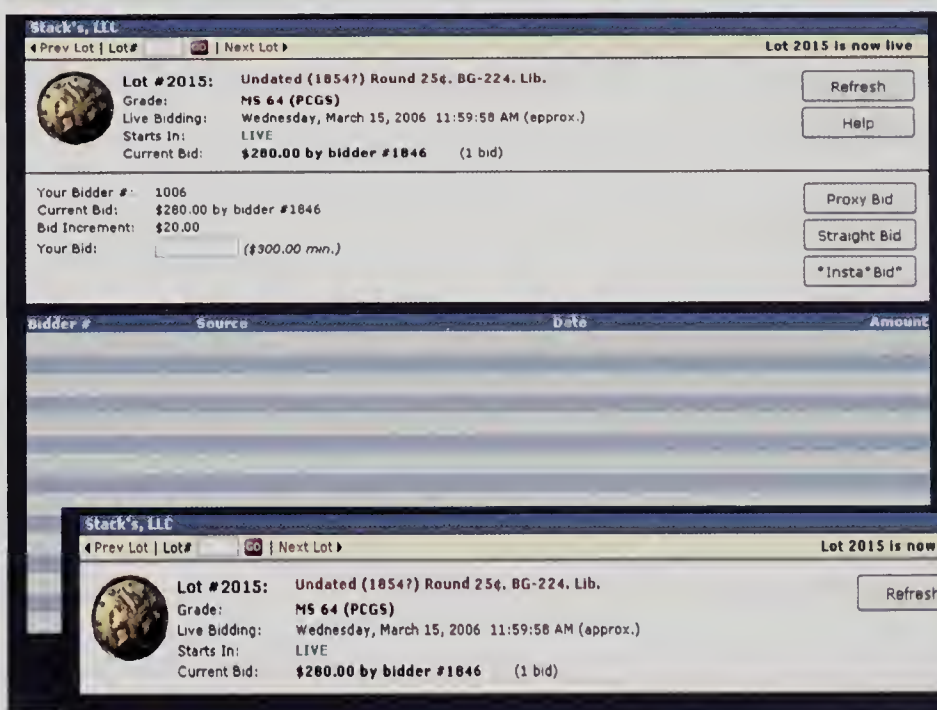 Stack's, LLC
Prev Lot | Lot# GO | Next Lot Lot 2015 is now live
Lot #2015: Undated (1854?) Round 25¢. BG-224. Lib.
Refresh
Grade: MS 64 (PCGS)
Live Bidding: Wednesday, March 15, 2006 11:59:58 AM (approx.)
Help
Starts In: LIVE
Current Bid: $280.00 by bidder #1846 (1 bid)
Your Bidder #: 1006
Proxy Bid
Current Bid: $280.00 by bidder #1846
Bid Increment: $20.00
Straight Bid
Your Bid: ($300.00 min.)
*Insta*Bid*
Bidder # Source Date Amount
Stack's, LLC
Prev Lot | Lot# GO | Next Lot Lot 2015 is now
Lot #2015: Undated (1854?) Round 25¢. BG-224. Lib.
Refresh
Grade: MS 64 (PCGS)
Live Bidding: Wednesday, March 15, 2006 11:59:58 AM (approx.)
Starts In: LIVE
Current Bid: $280.00 by bidder #1846 (1 bid)